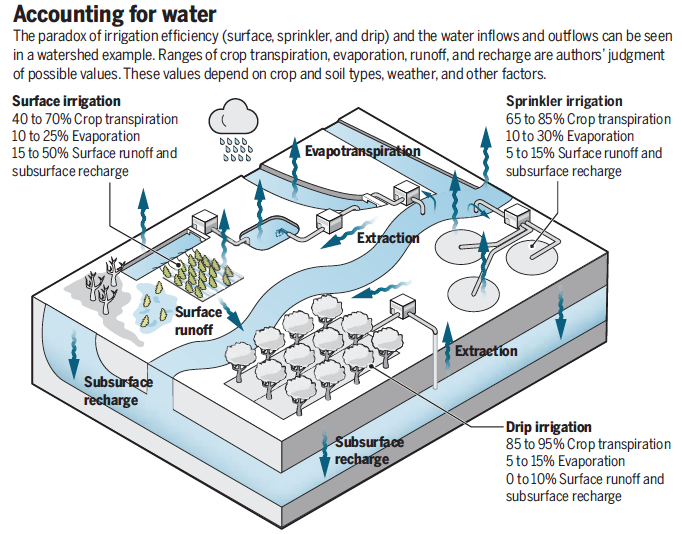 Accounting for water
The paradox of irrigation efficiency (surface, sprinkler, and drip) and the water inflows and outflows can be seen
in a watershed example. Ranges of crop transpiration, evaporation, runoff, and recharge are authors’ judgment
of possible values. These values depend on crop and soil types, weather, and other factors.
Surface irrigation
40 to 70% Crop transpiration
10 to 25% Evaporation
15 to 50% Surface runoff and
subsurface recharge
Sprinkler irrigation
65 to 85% Crop transpiration
10 to 30% Evaporation
5 to 15% Surface runoff and
subsurface recharge
Evapotranspiration
Extraction
Surface
runoff
Extraction
Subsurface
recharge
Subsurface
recharge
Drip irrigation
85 to 95% Crop transpiration
5 to 15% Evaporation
0 to 10% Surface runoff and
subsurface recharge